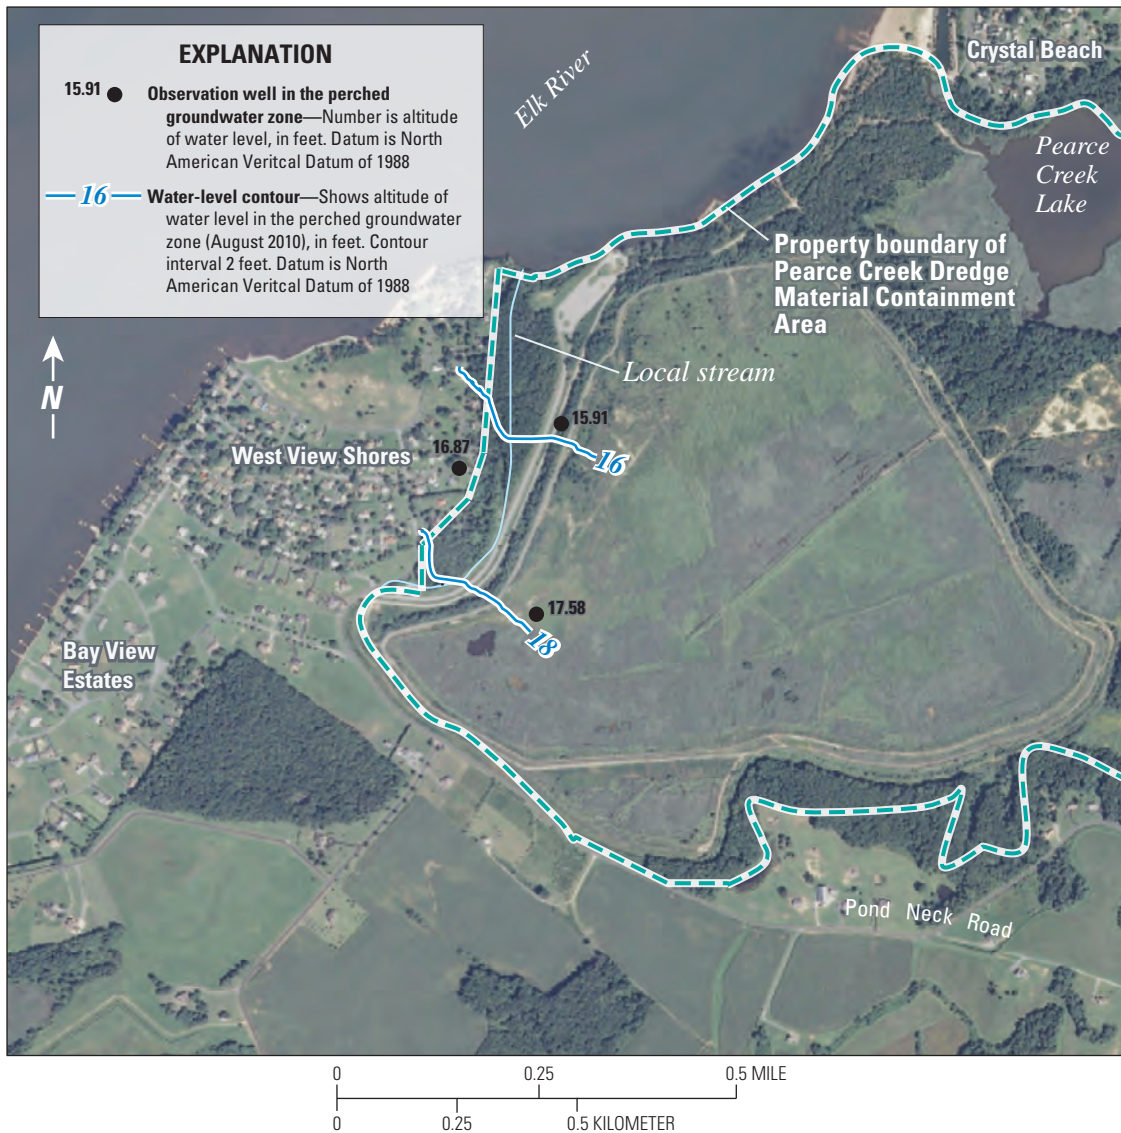 EXPLANATION
15.91
Observation well in the perched
groundwater zone—Number is altitude
of water level, in feet. Datum is North
American Veritcal Datum of 1988
16
Water-level contour—Shows altitude of
water level in the perched groundwater
zone (August 2010), in feet. Contour
interval 2 feet. Datum is North
American Veritcal Datum of 1988
Elk River
Crystal Beach
Pearce
Creek
Lake
Property boundary of
Pearce Creek Dredge
Material Containment
Area
N
Local stream
15.91
16.87
West View Shores
16
17.58
18
Bay View
Estates
Pond Neck Road
0 0.25 0.5 MILE
0 0.25 0.5 KILOMETER